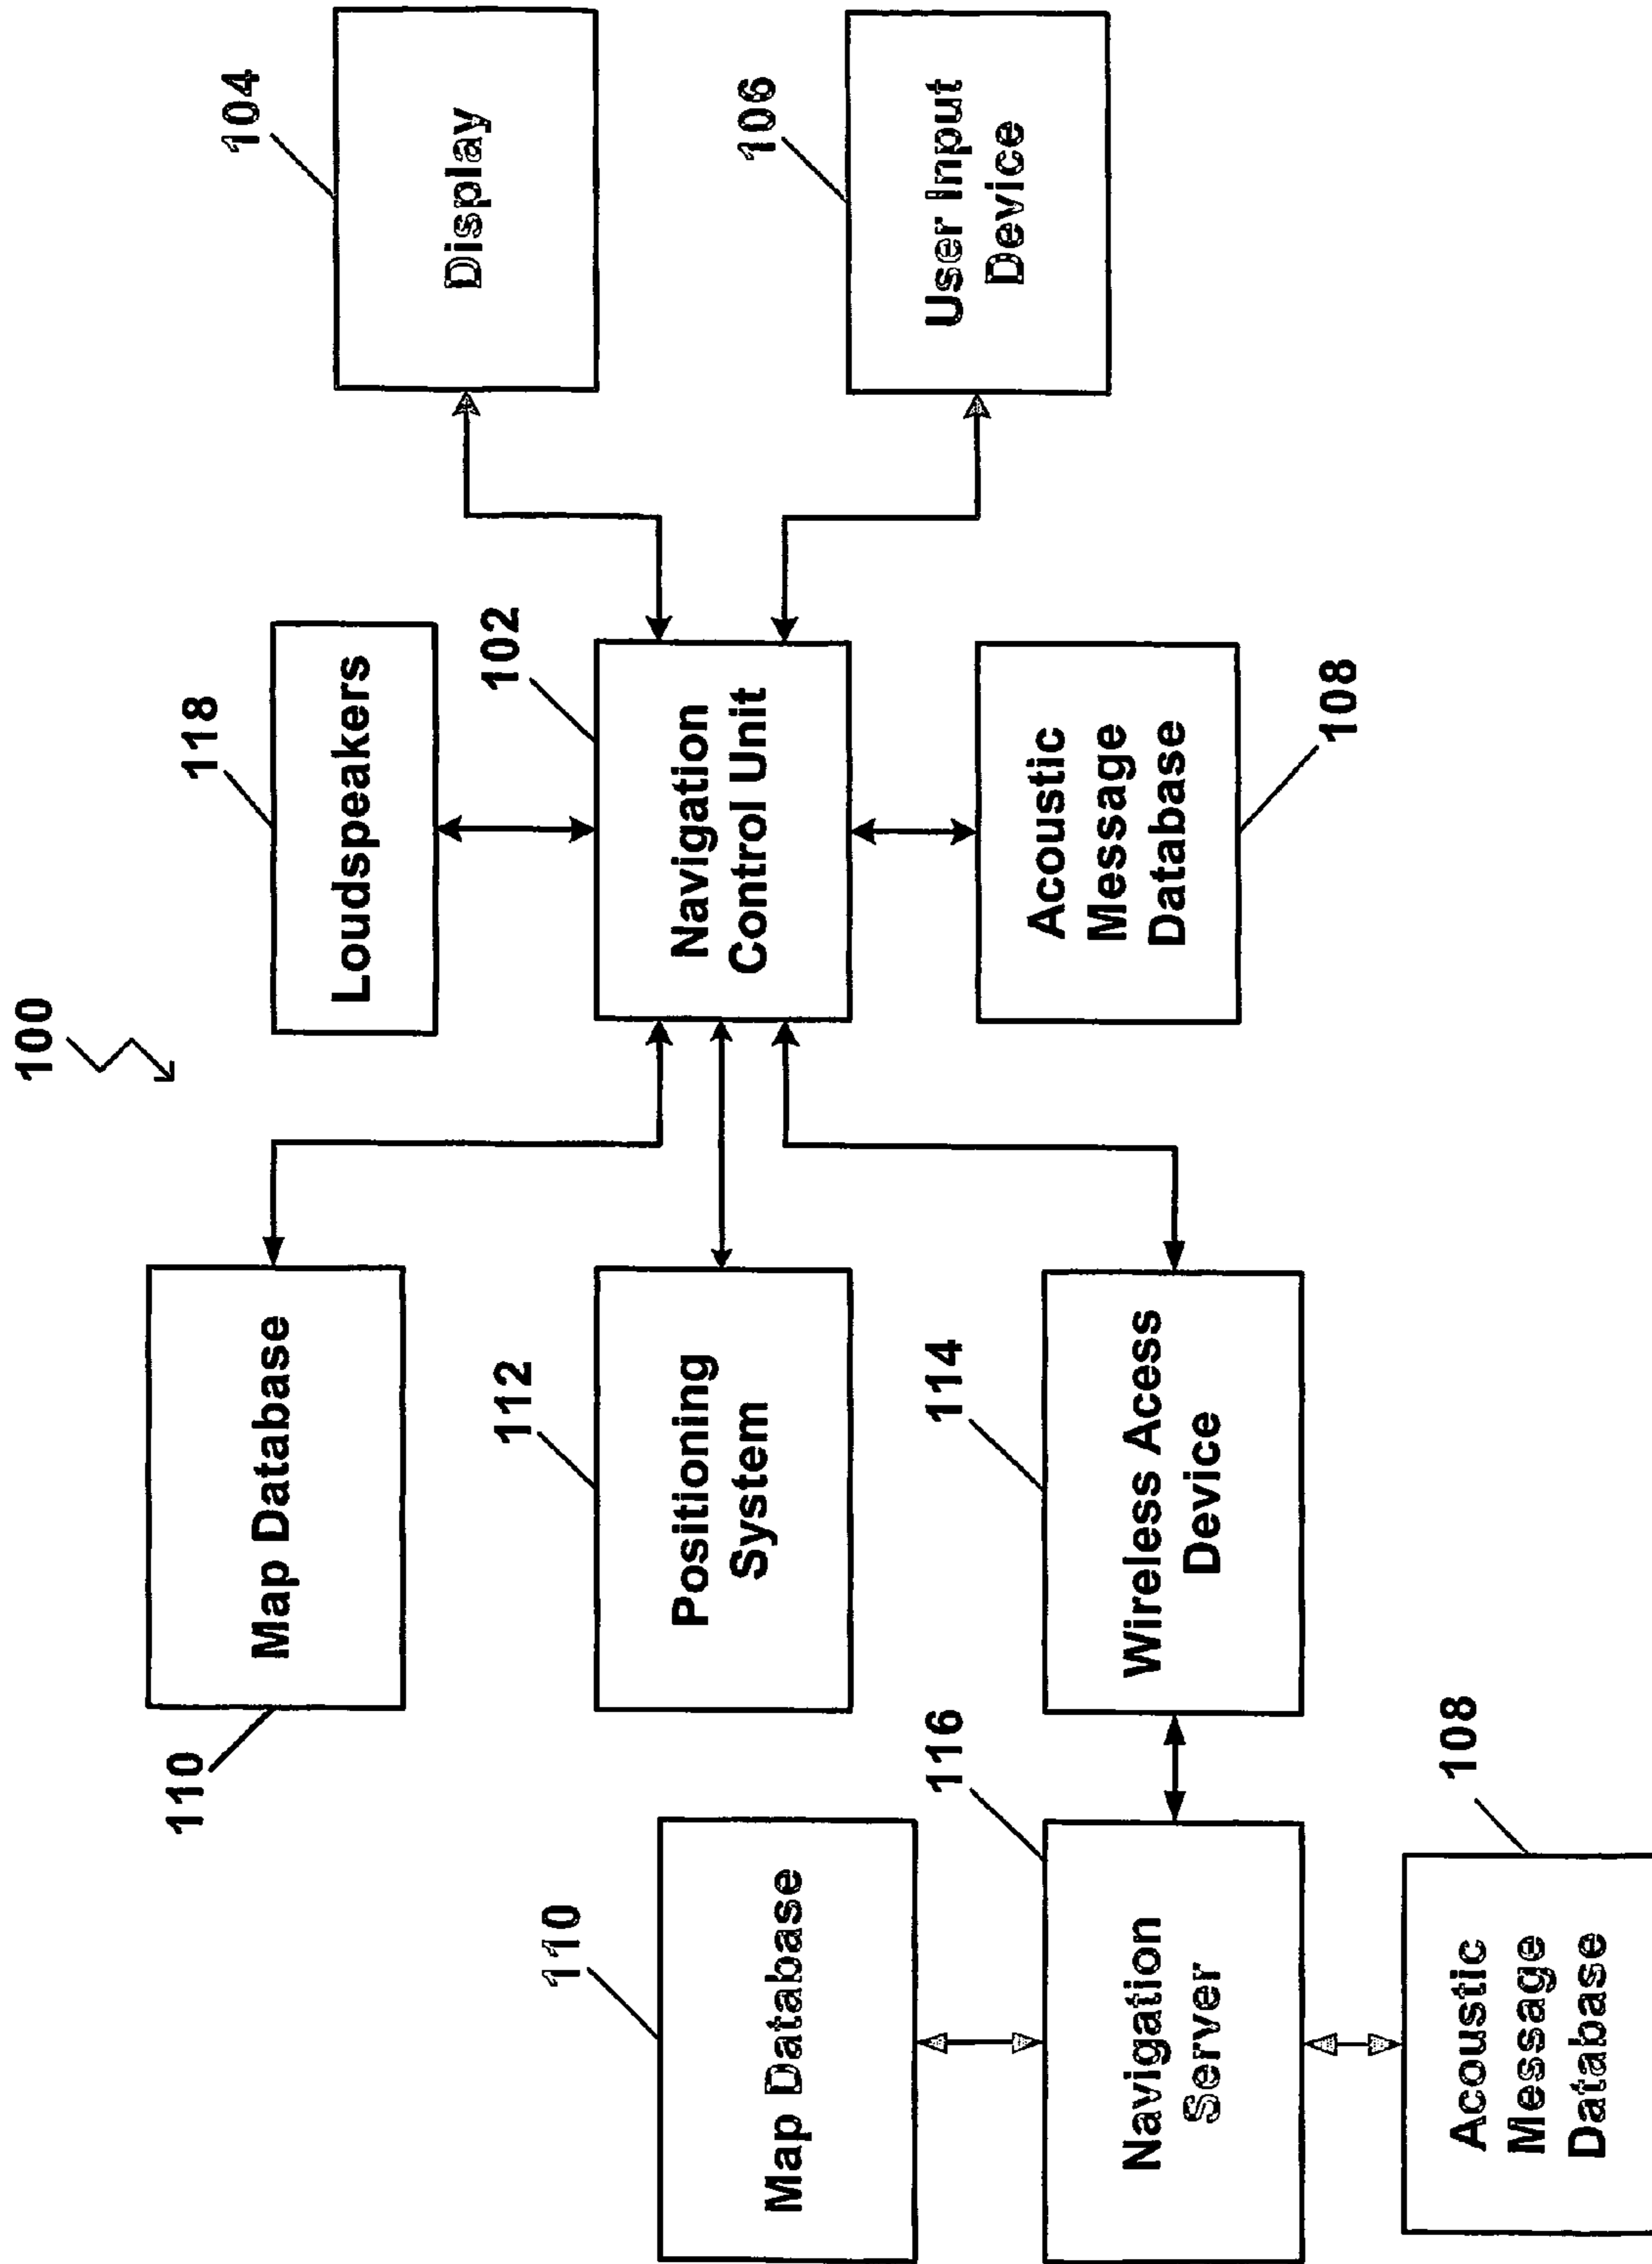 100
110
Map Database
118
Loudspeakers
104
Display
110
Map Database
112
Positioning
System
102
Navigation
Control Unit
106
User Input
Device
116
Navigation
Server
114
Wireless Acess
Device
Acoustic
Message
Database
108
108
Acoustic
Message
Database